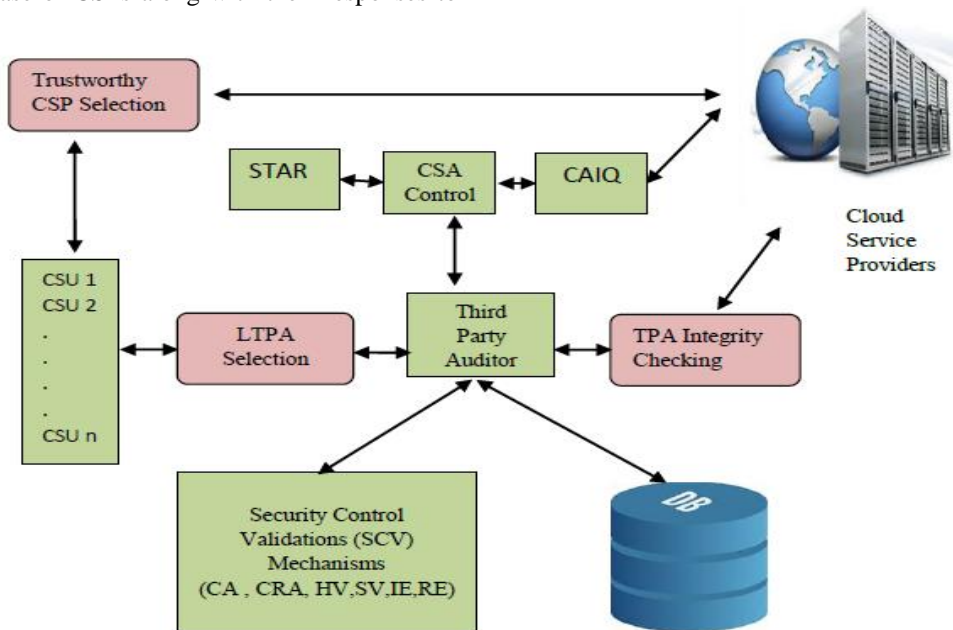 Trustworthy
CSP Selection
STAR
CSA
Control
CAIQ
Cloud
Service
Providers
CSU 1
CSU 2
.
.
.
.
CSU n
LTPA
Selection
Third
Party
Auditor
TPA Integrity
Checking
Security Control
Validations (SCV)
Mechanisms
(CA , CRA, HV,SV,IE,RE)
DB